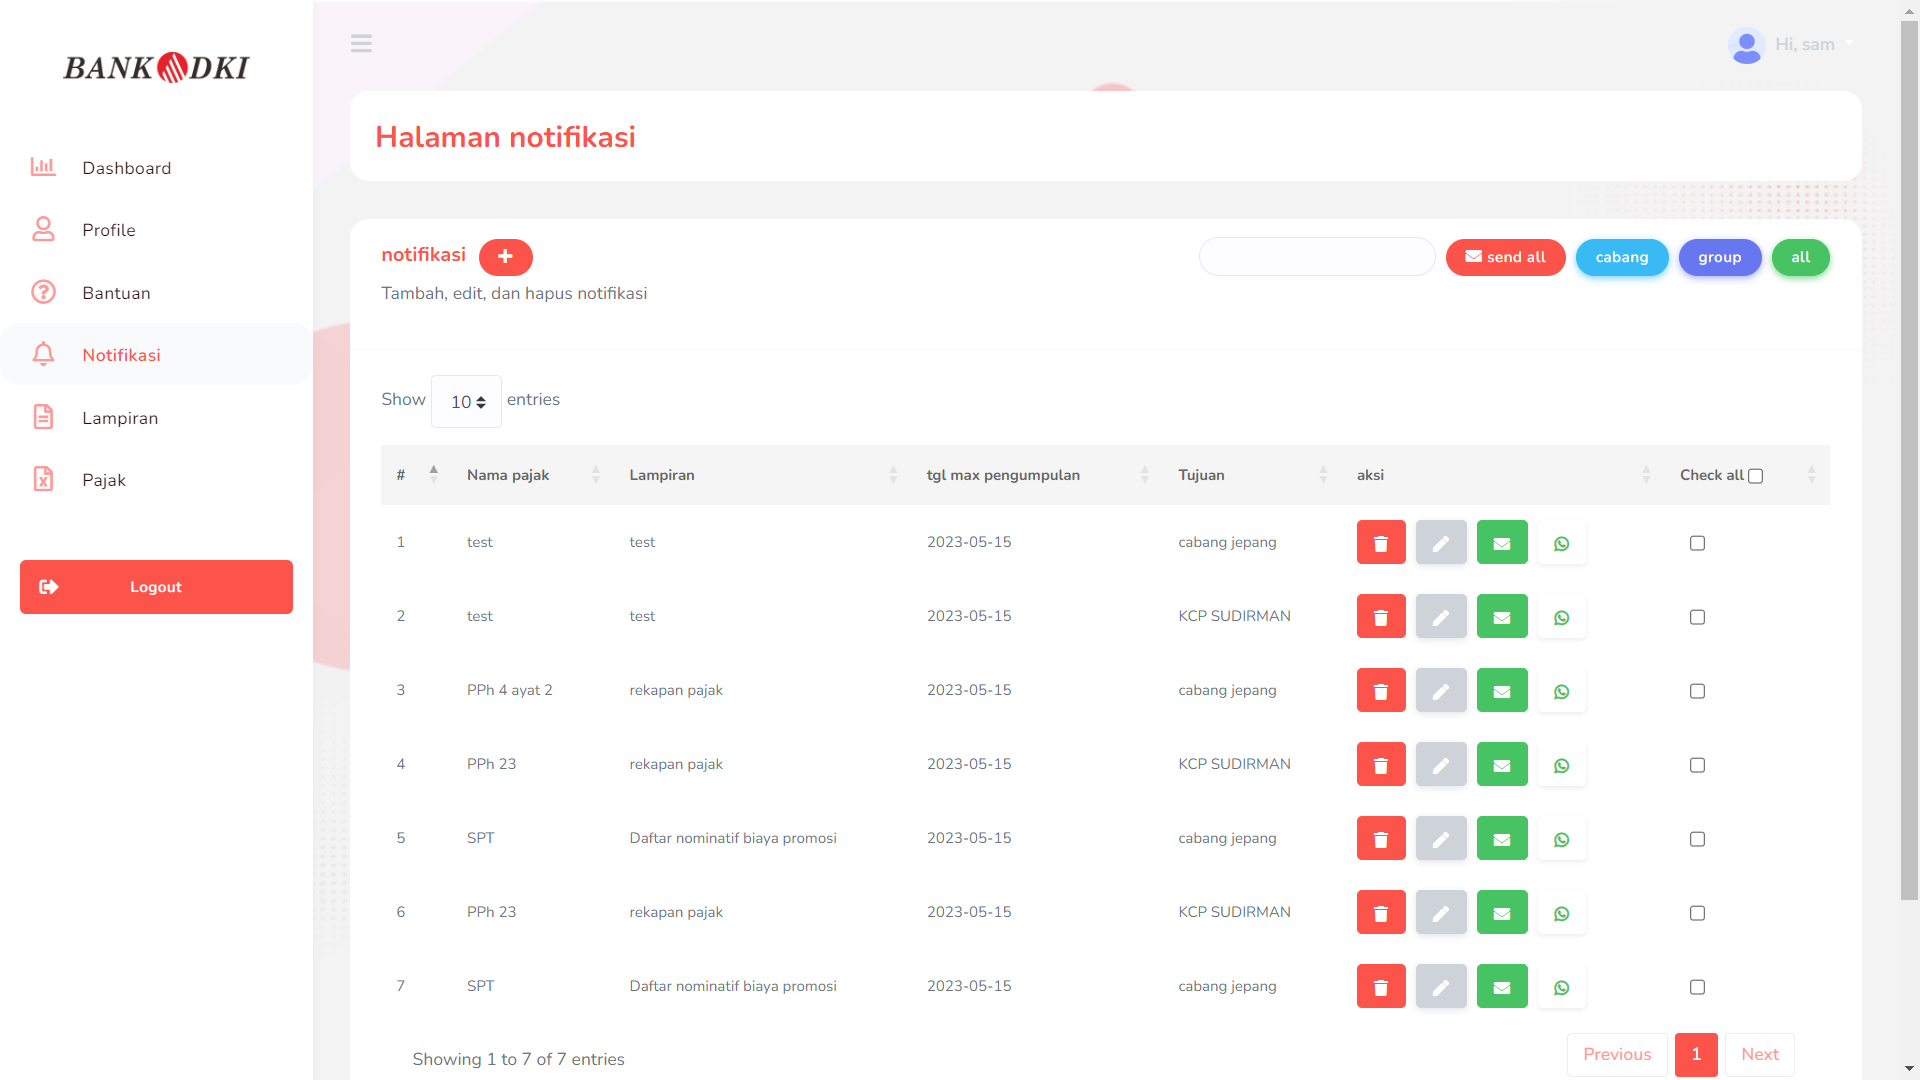 BANK DKI
Hi, sam
Halaman notifikasi
Dashboard
Profile
Bantuan
Notifikasi
Lampiran
Pajak
Logout
notifikasi
send all
cabang
group
all
Tambah, edit, dan hapus notifikasi
Show 10 entries
# Nama pajak Lampiran tgl max pengumpulan Tujuan aksi Check all
1 test test 2023-05-15 cabang jepang
2 test test 2023-05-15 KCP SUDIRMAN
3 PPh 4 ayat 2 rekapan pajak 2023-05-15 cabang jepang
4 PPh 23 rekapan pajak 2023-05-15 KCP SUDIRMAN
5 SPT Daftar nominatif biaya promosi 2023-05-15 cabang jepang
6 PPh 23 rekapan pajak 2023-05-15 KCP SUDIRMAN
7 SPT Daftar nominatif biaya promosi 2023-05-15 cabang jepang
Showing 1 to 7 of 7 entries
Previous 1 Next